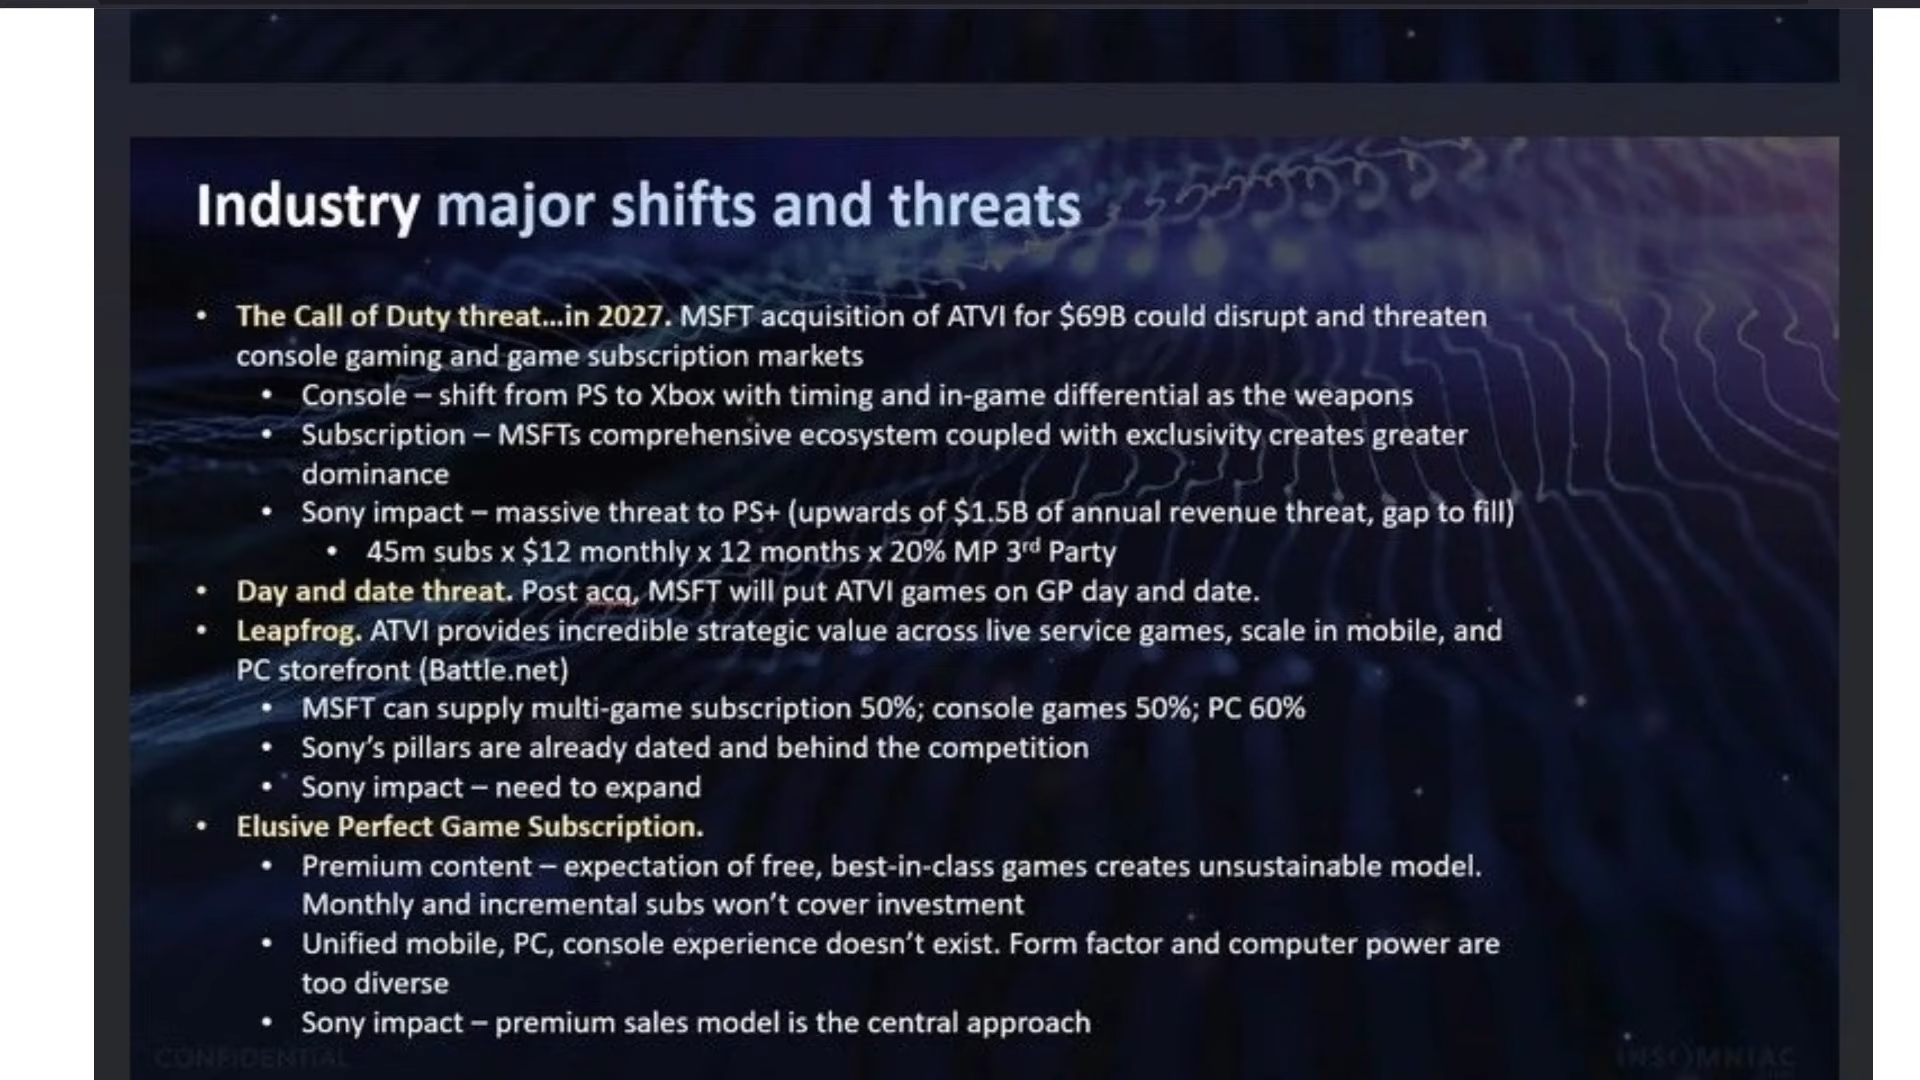 Industry major shifts and threats
• The Call of Duty threat...in 2027. MSFT acquisition of ATVI for $69B could disrupt and threaten
console gaming and game subscription markets
• Console – shift from PS to Xbox with timing and in-game differential as the weapons
• Subscription – MSFTs comprehensive ecosystem coupled with exclusivity creates greater
dominance
• Sony impact – massive threat to PS+ (upwards of $1.5B of annual revenue threat, gap to fill)
• 45m subs x $12 monthly x 12 months x 20% MP 3rd Party
• Day and date threat. Post acq, MSFT will put ATVI games on GP day and date.
• Leapfrog. ATVI provides incredible strategic value across live service games, scale in mobile, and
PC storefront (Battle.net)
• MSFT can supply multi-game subscription 50%; console games 50%; PC 60%
• Sony’s pillars are already dated and behind the competition
• Sony impact – need to expand
• Elusive Perfect Game Subscription.
• Premium content – expectation of free, best-in-class games creates unsustainable model.
Monthly and incremental subs won’t cover investment
• Unified mobile, PC, console experience doesn’t exist. Form factor and computer power are
too diverse
• Sony impact – premium sales model is the central approach
CONFIDENTIAL
INSOMNIAC